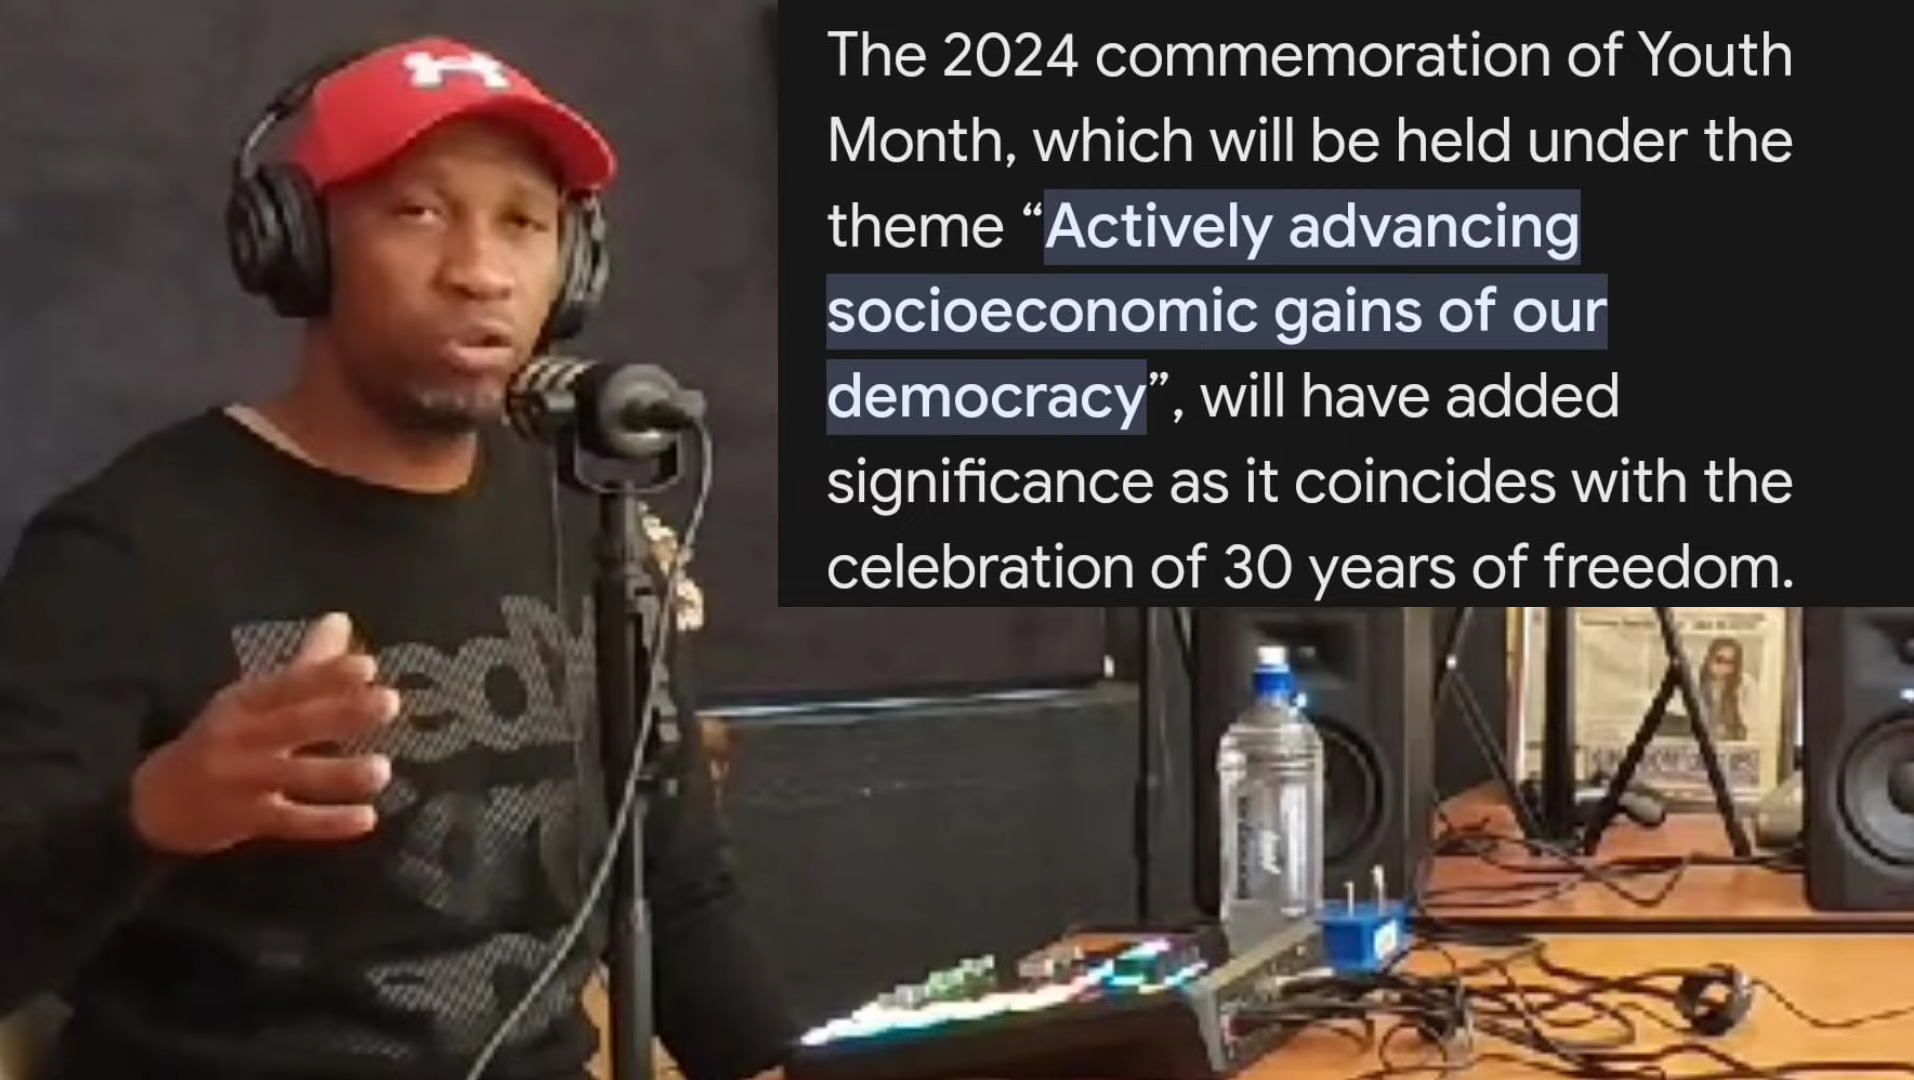 The 2024 commemoration of Youth
Month, which will be held under the
theme “Actively advancing
socioeconomic gains of our
democracy”, will have added
significance as it coincides with the
celebration of 30 years of freedom.